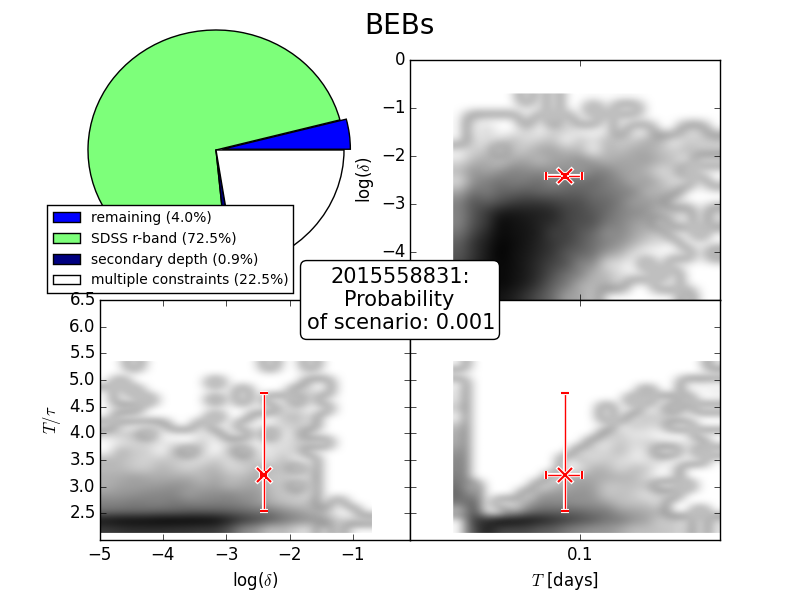 BEBs
remaining (4.0%)
SDSS r-band (72.5%)
secondary depth (0.9%)
multiple constraints (22.5%)
0
−1
−2
−3
−4
log(δ)
2015558831:
Probability
of scenario: 0.001
6.5
6.0
5.5
5.0
4.5
4.0
3.5
3.0
2.5
T/τ
−5 −4 −3 −2 −1
log(δ)
0.1
T [days]